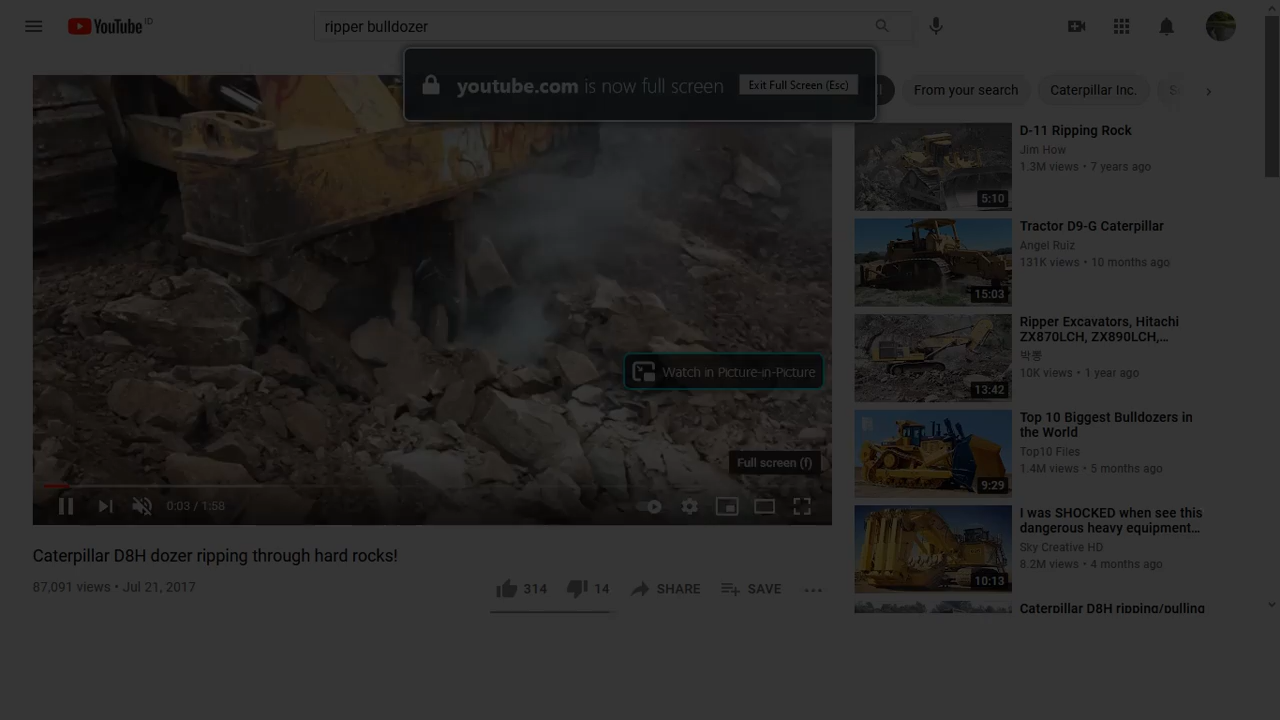 YouTube ID
ripper bulldozer
youtube.com is now full screen
Exit Full Screen (Esc)
From your search
Caterpillar Inc.
D-11 Ripping Rock
Jim How
1.3M views • 7 years ago
5:10
Tractor D9-G Caterpillar
Angel Ruiz
131K views • 10 months ago
15:03
Ripper Excavators, Hitachi
ZX870LCH, ZX890LCH,...
박뽕
10K views • 1 year ago
13:42
Top 10 Biggest Bulldozers in
the World
Top10 Files
1.4M views • 5 months ago
9:29
I was SHOCKED when see this
dangerous heavy equipment...
Sky Creative HD
8.2M views • 4 months ago
10:13
Caterpillar D8H ripping/pulling
Watch in Picture-in-Picture
Full screen (f)
0:03 / 1:58
Caterpillar D8H dozer ripping through hard rocks!
87,091 views • Jul 21, 2017
314
14
SHARE
SAVE